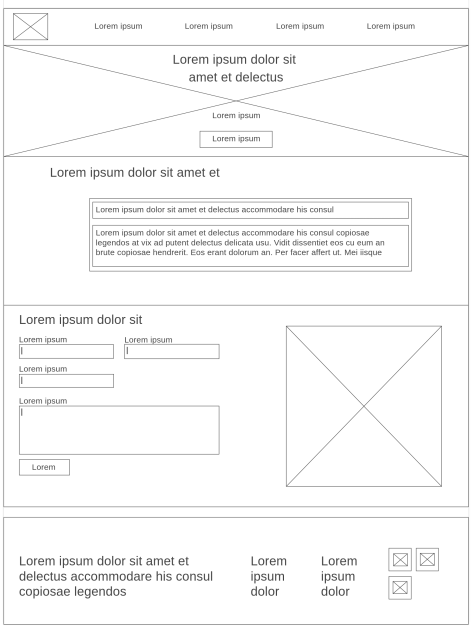 Lorem ipsum
Lorem ipsum
Lorem ipsum
Lorem ipsum
Lorem ipsum dolor sit
amet et delectus
Lorem ipsum
Lorem ipsum
Lorem ipsum dolor sit amet et
Lorem ipsum dolor sit amet et delectus accommodare his consul
Lorem ipsum dolor sit amet et delectus accommodare his consul copiosae
legendos at vix ad putent delectus delicata usu. Vidit dissentiet eos cu eum an
brute copiosae hendrerit. Eos erant dolorum an. Per facer affert ut. Mei iisque
Lorem ipsum dolor sit
Lorem ipsum
Lorem ipsum
Lorem ipsum
Lorem ipsum
Lorem
Lorem ipsum dolor sit amet et
delectus accommodare his consul
copiosae legendos
Lorem
ipsum
dolor
Lorem
ipsum
dolor